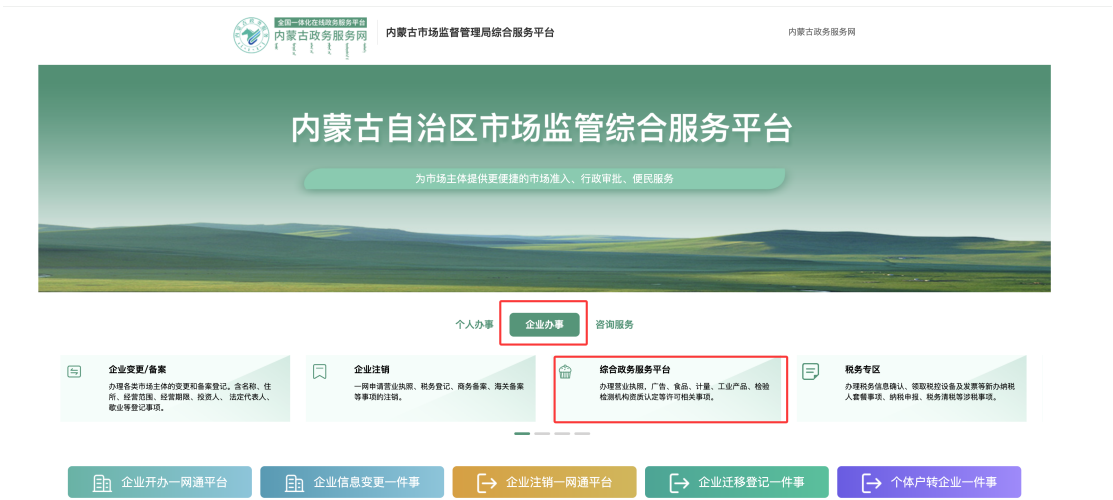 全国一体化在线政务服务平台
内蒙古政务服务网
内蒙古市场监督管理局综合服务平台
内蒙古政务服务网
内蒙古自治区市场监管综合服务平台
为市场主体提供更便捷的市场准入、行政审批、便民服务
个人办事
企业办事
咨询服务
企业变更/备案
办理各类市场主体的变更和备案登记。含名称、住
所、经营范围、经营期限、投资人、 法定代表人、
歇业等登记事项。
企业注销
一网申请营业执照、税务登记、商务备案、海关备案
等事项的注销。
综合政务服务平台
办理营业执照，广告、食品、计量、工业产品、检验
检测机构资质认定等许可相关事项。
税务专区
办理税务信息确认、领取税控设备及发票等新办纳税
人套餐事项、纳税申报、税务清税等涉税事项。
企业开办一网通平台
企业信息变更一件事
企业注销一网通平台
企业迁移登记一件事
个体户转企业一件事